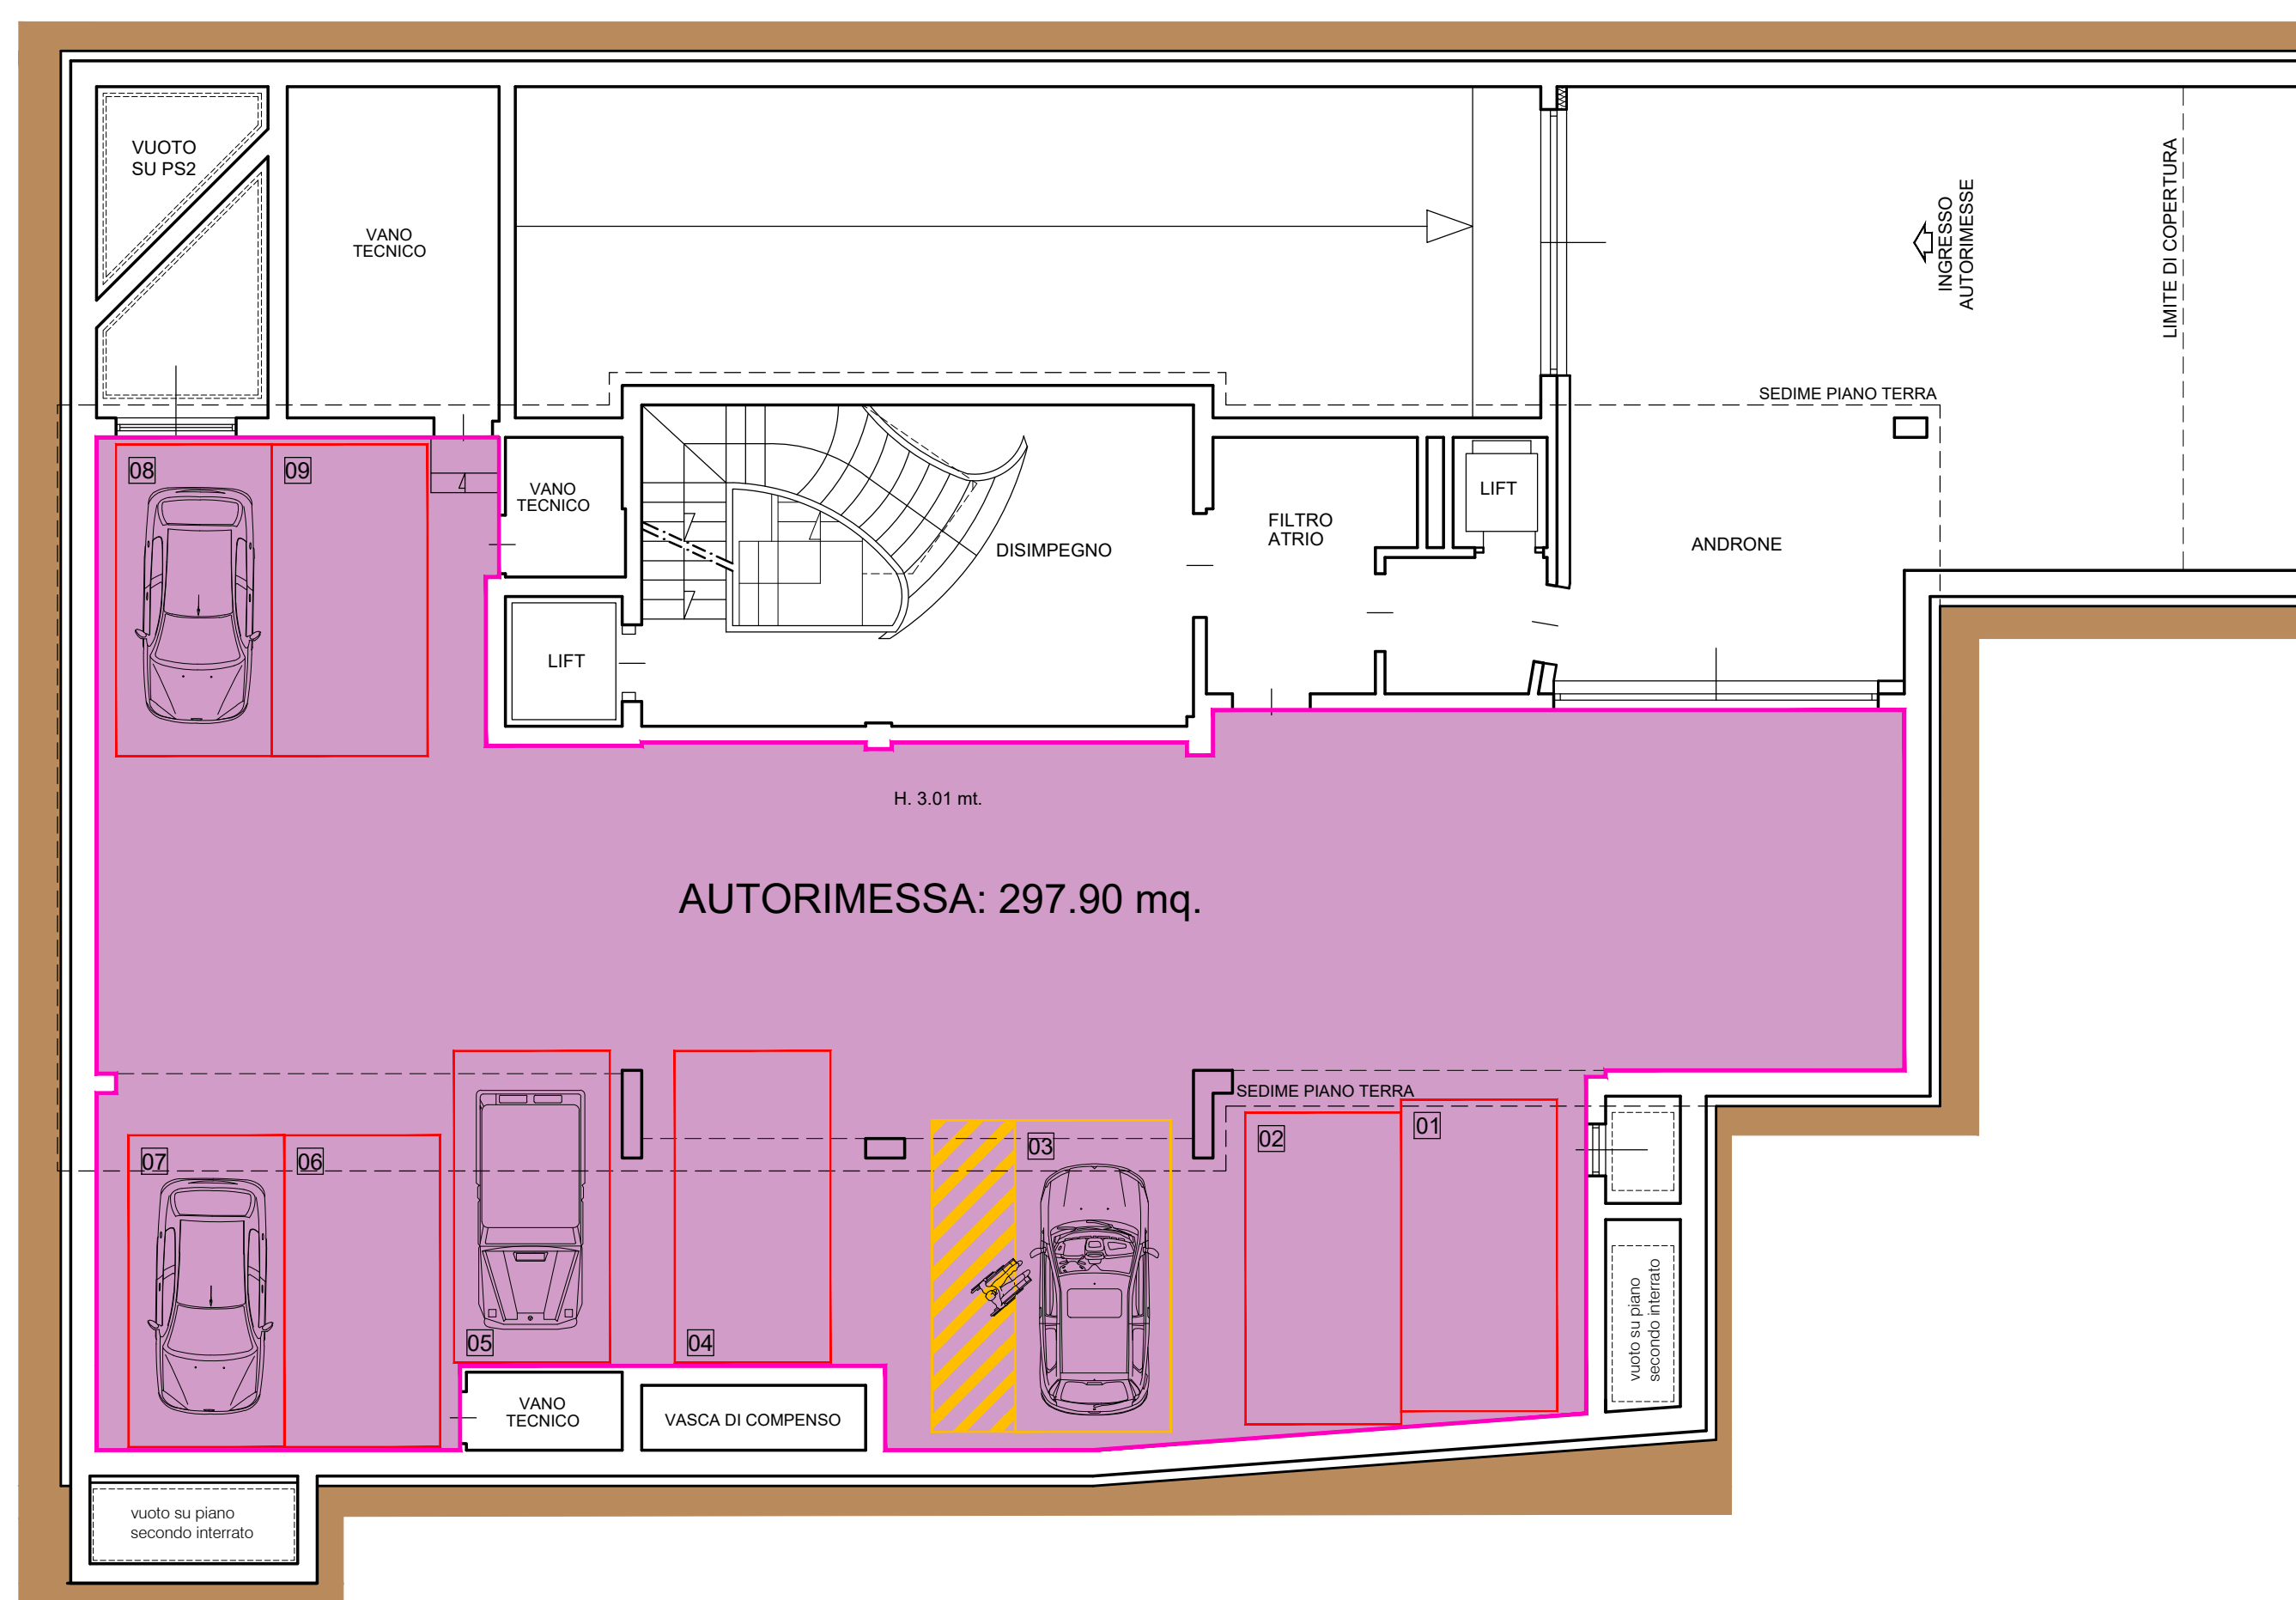 VUOTO
SU PS2
VANO
TECNICO
INGRESSO
AUTORIMESSE
LIMITE DI COPERTURA
SEDIME PIANO TERRA
08
09
VANO
TECNICO
DISIMPEGNO
FILTRO
ATRIO
LIFT
ANDRONE
LIFT
H. 3.01 mt.
AUTORIMESSA: 297.90 mq.
SEDIME PIANO TERRA
07
06
05
04
03
02
01
VANO
TECNICO
VASCA DI COMPENSO
vuoto su piano
secondo interrato
vuoto su piano
secondo interrato